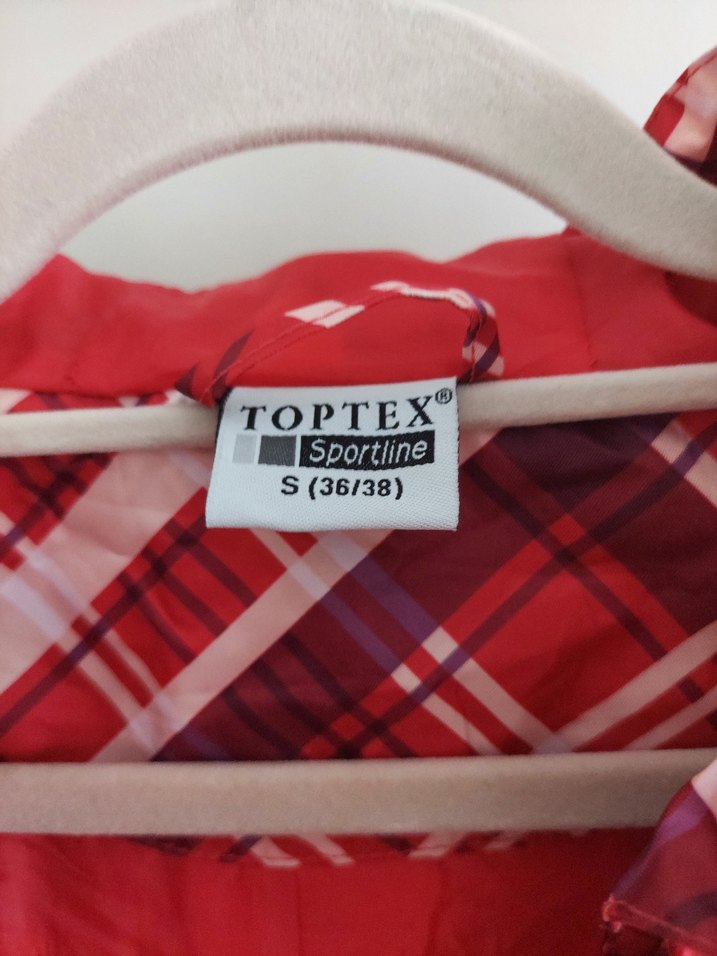 TOPTEX®
Sportline
S (36/38)